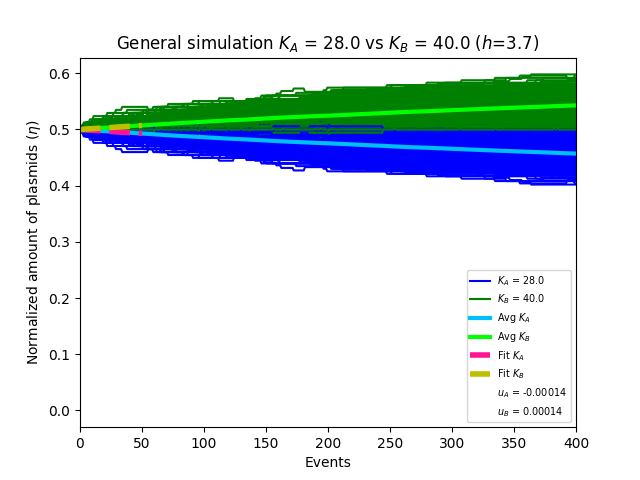 General simulation K_A = 28.0 vs K_B = 40.0 (h=3.7)
Normalized amount of plasmids (η)
0.6
0.5
0.4
0.3
0.2
0.1
0.0
K_A = 28.0
K_B = 40.0
Avg K_A
Avg K_B
Fit K_A
Fit K_B
u_A = -0.00014
u_B = 0.00014
0 50 100 150 200 250 300 350 400
Events